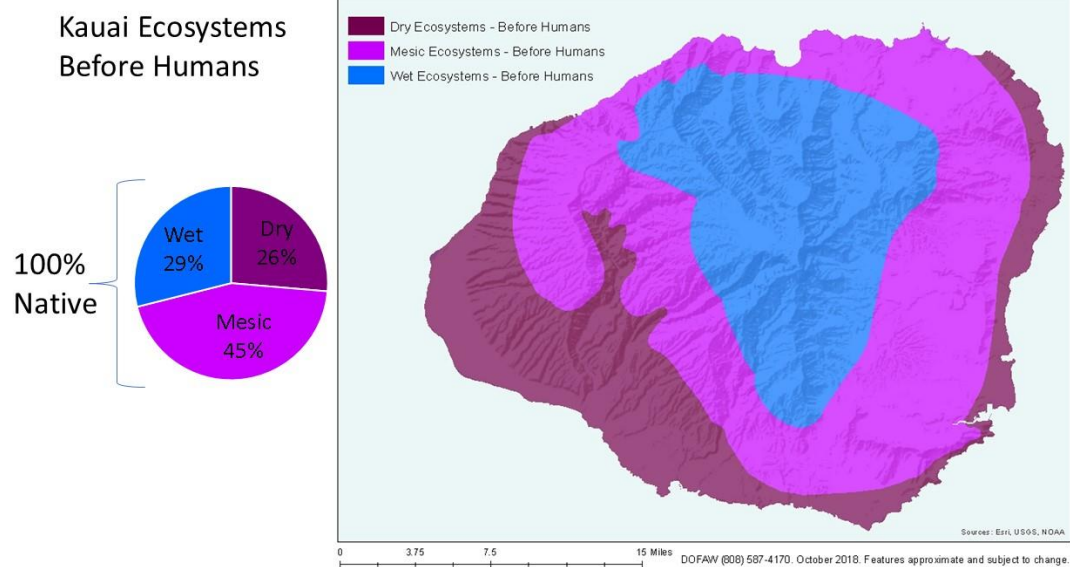 Kauai Ecosystems
Before Humans
Dry Ecosystems - Before Humans
Mesic Ecosystems - Before Humans
Wet Ecosystems - Before Humans
Wet
29%
Dry
26%
Mesic
45%
100%
Native
Sources: Esri, USGS, NOAA
0 3.75 7.5 15 Miles
DOFAW (808) 587-4170. October 2018. Features approximate and subject to change.